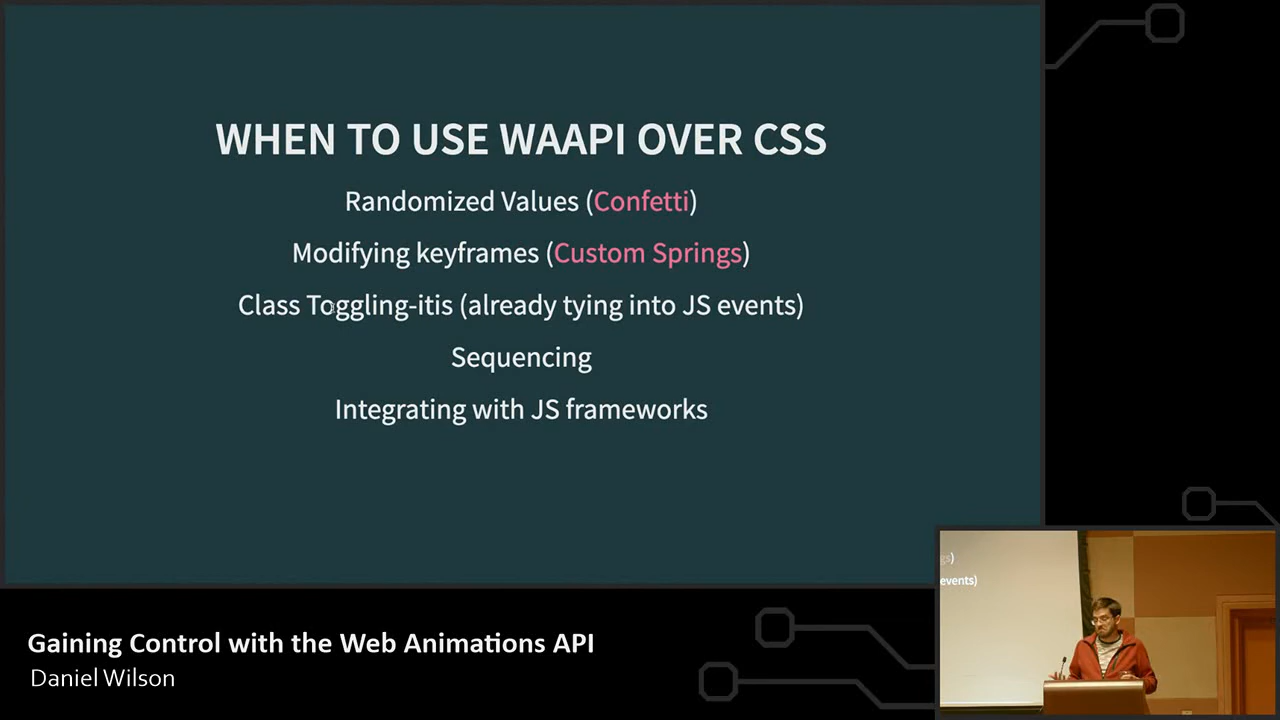 WHEN TO USE WAAPI OVER CSS
Randomized Values (Confetti)
Modifying keyframes (Custom Springs)
Class Toggling-itis (already tying into JS events)
Sequencing
Integrating with JS frameworks
gs)
events)
Gaining Control with the Web Animations API
Daniel Wilson